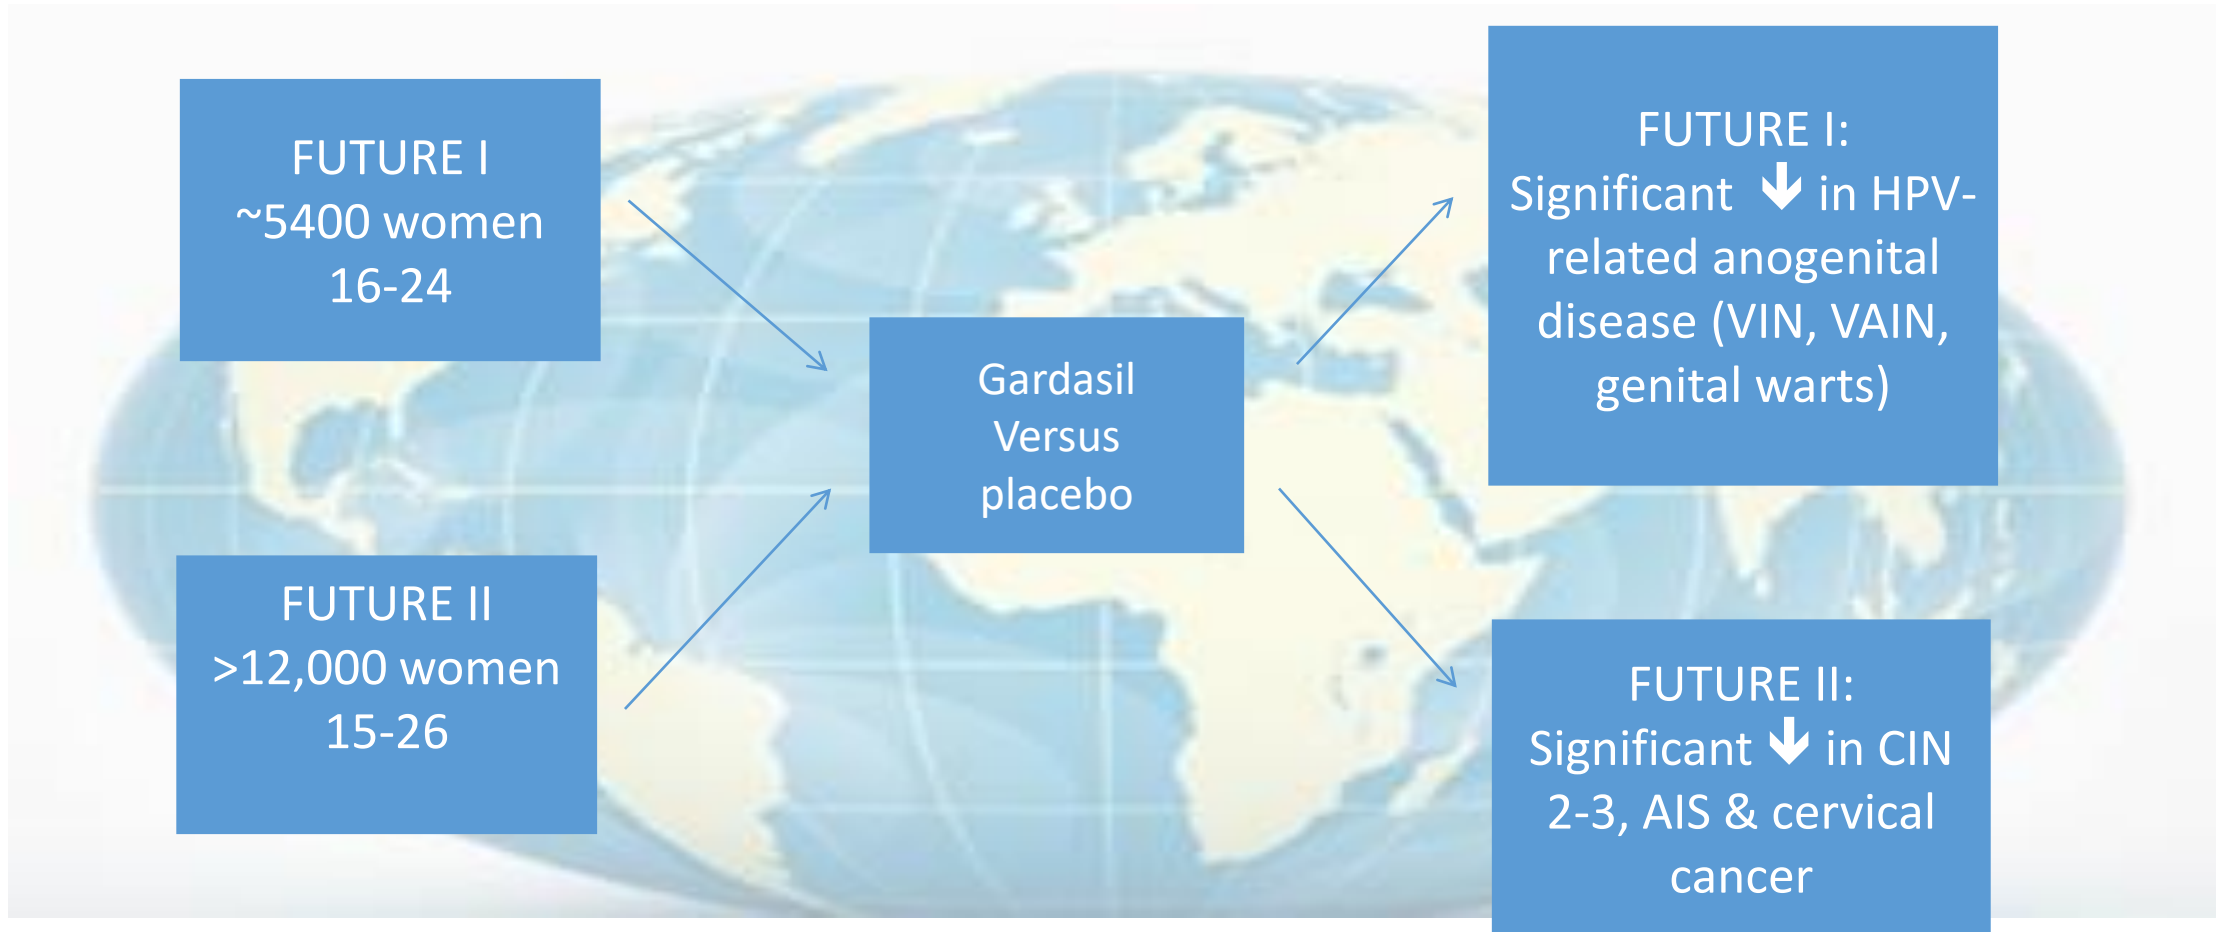 FUTURE I
~5400 women
16-24
FUTURE II
>12,000 women
15-26
Gardasil
Versus
placebo
FUTURE I:
Significant 🡻 in HPV-
related anogenital
disease (VIN, VAIN,
genital warts)
FUTURE II:
Significant 🡻 in CIN
2-3, AIS & cervical
cancer